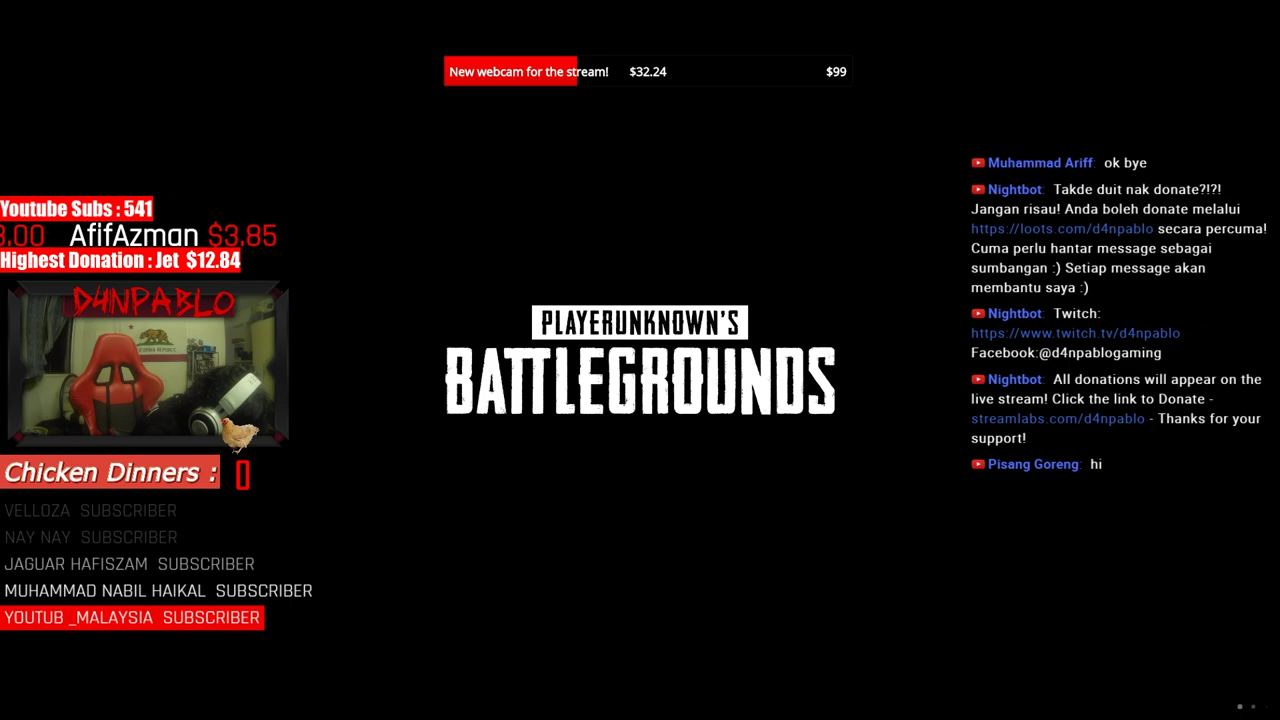 New webcam for the stream! $32.24 $99
Youtube Subs : 541
3.00 AfifAzman $3.85
Highest Donation : Jet $12.84
D4NPABLO
Chicken Dinners : 0
VELLOZA SUBSCRIBER
NAY NAY SUBSCRIBER
JAGUAR HAFISZAM SUBSCRIBER
MUHAMMAD NABIL HAIKAL SUBSCRIBER
YOUTUB _MALAYSIA SUBSCRIBER
PLAYERUNKNOWN'S
BATTLEGROUNDS
Muhammad Ariff: ok bye
Nightbot: Takde duit nak donate?!?!
Jangan risau! Anda boleh donate melalui
https://loots.com/d4npablo secara percuma!
Cuma perlu hantar message sebagai
sumbangan :) Setiap message akan
membantu saya :)
Nightbot: Twitch:
https://www.twitch.tv/d4npablo
Facebook:@d4npablogaming
Nightbot: All donations will appear on the
live stream! Click the link to Donate -
streamlabs.com/d4npablo - Thanks for your
support!
Pisang Goreng: hi